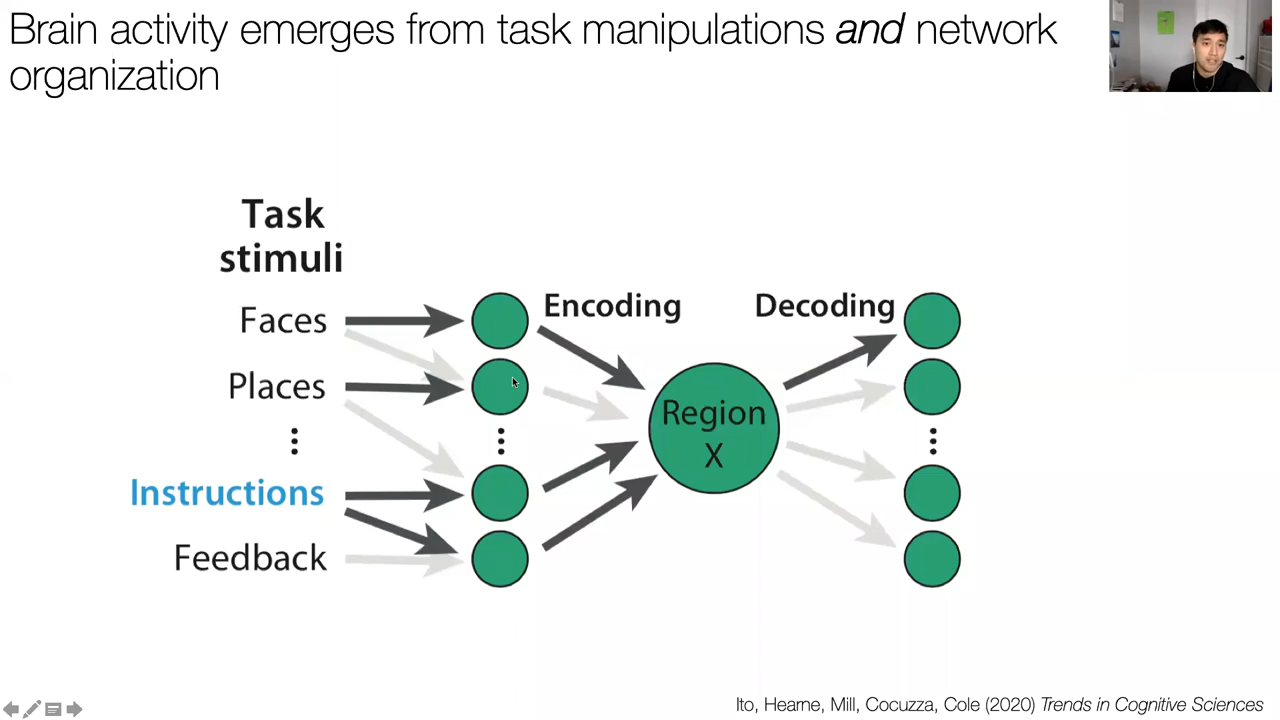 Brain activity emerges from task manipulations and network
organization
Task
stimuli
Faces
Places
Instructions
Feedback
Encoding
Decoding
Region
X
Ito, Hearne, Mill, Cocuzza, Cole (2020) Trends in Cognitive Sciences